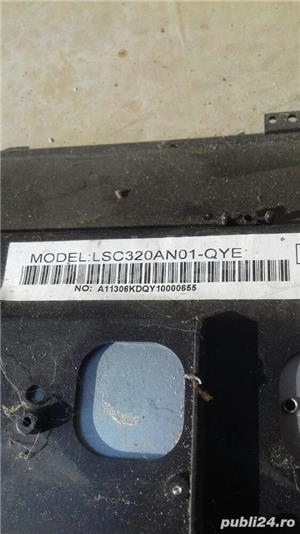 MODEL:LSC320AN01-QYE
NO: A11306KDQY10000655
publi24.ro